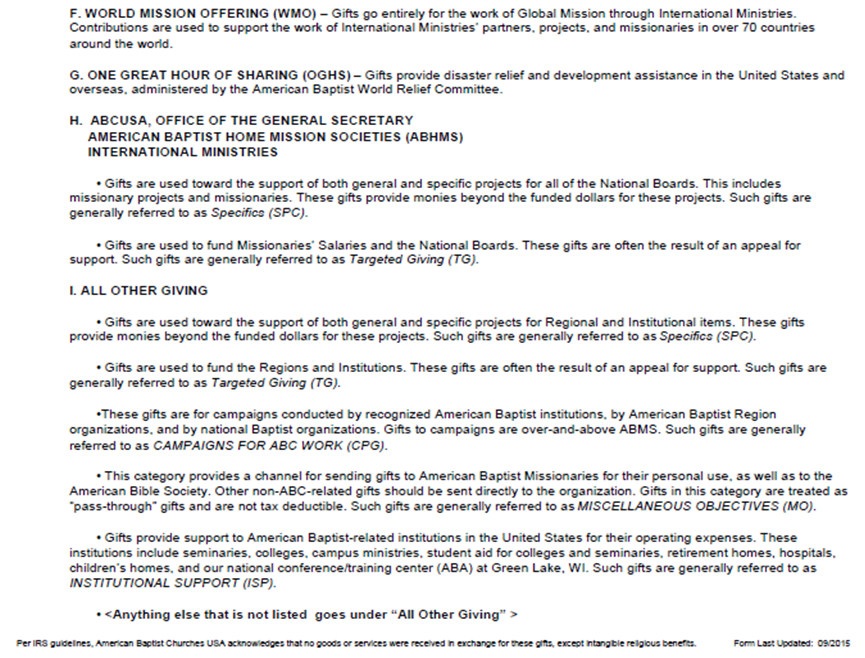 F. WORLD MISSION OFFERING (WMO) – Gifts go entirely for the work of Global Mission through International Ministries.
Contributions are used to support the work of International Ministries' partners, projects, and missionaries in over 70 countries
around the world.
G. ONE GREAT HOUR OF SHARING (OGHS) – Gifts provide disaster relief and development assistance in the United States and
overseas, administered by the American Baptist World Relief Committee.
H. ABCUSA, OFFICE OF THE GENERAL SECRETARY
AMERICAN BAPTIST HOME MISSION SOCIETIES (ABHMS)
INTERNATIONAL MINISTRIES
• Gifts are used toward the support of both general and specific projects for all of the National Boards. This includes
missionary projects and missionaries. These gifts provide monies beyond the funded dollars for these projects. Such gifts are
generally referred to as Specifics (SPC).
• Gifts are used to fund Missionaries' Salaries and the National Boards. These gifts are often the result of an appeal for
support. Such gifts are generally referred to as Targeted Giving (TG).
I. ALL OTHER GIVING
• Gifts are used toward the support of both general and specific projects for Regional and Institutional items. These gifts
provide monies beyond the funded dollars for these projects. Such gifts are generally referred to as Specifics (SPC).
• Gifts are used to fund the Regions and Institutions. These gifts are often the result of an appeal for support. Such gifts are
generally referred to as Targeted Giving (TG).
•These gifts are for campaigns conducted by recognized American Baptist institutions, by American Baptist Region
organizations, and by national Baptist organizations. Gifts to campaigns are over-and-above ABMS. Such gifts are generally
referred to as CAMPAIGNS FOR ABC WORK (CPG).
• This category provides a channel for sending gifts to American Baptist Missionaries for their personal use, as well as to the
American Bible Society. Other non-ABC-related gifts should be sent directly to the organization. Gifts in this category are treated as
"pass-through" gifts and are not tax deductible. Such gifts are generally referred to as MISCELLANEOUS OBJECTIVES (MO).
• Gifts provide support to American Baptist-related institutions in the United States for their operating expenses. These
institutions include seminaries, colleges, campus ministries, student aid for colleges and seminaries, retirement homes, hospitals,
children's homes, and our national conference/training center (ABA) at Green Lake, WI. Such gifts are generally referred to as
INSTITUTIONAL SUPPORT (ISP).
• <Anything else that is not listed goes under "All Other Giving" >
Per IRS guidelines, American Baptist Churches USA acknowledges that no goods or services were received in exchange for these gifts, except intangible religious benefits. Form Last Updated: 09/2015